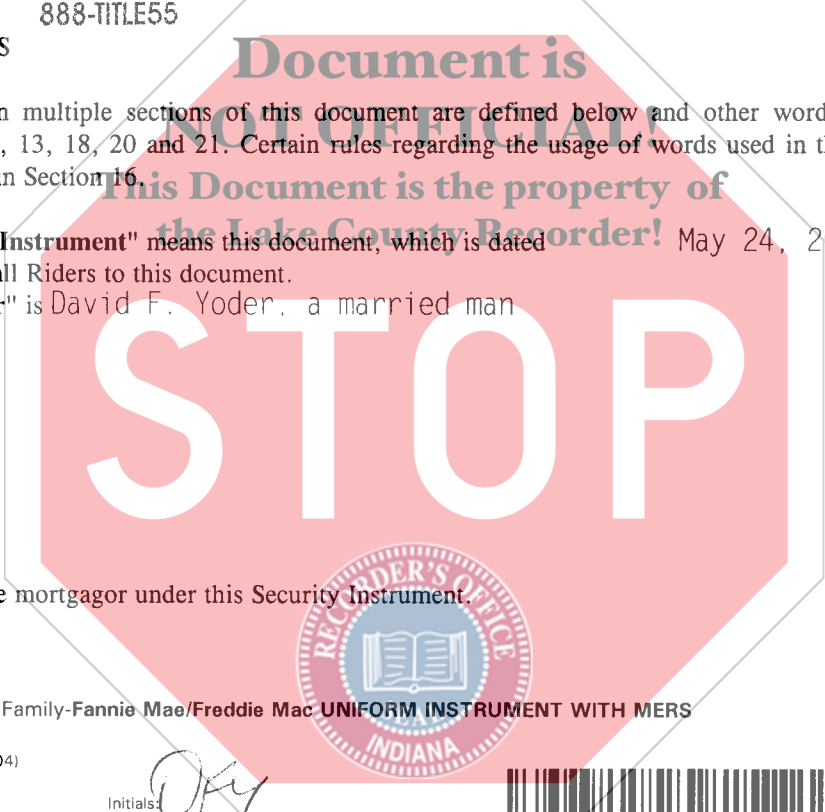 888-TITLE55
S
Document is
n multiple sections of this document are defined below and other word
NOT OFFICIAL!
, 13, 18, 20 and 21. Certain rules regarding the usage of words used in t
in Section 16.
This Document is the property of
the Lake County Recorder!
Instrument" means this document, which is dated May 24, 2
ll Riders to this document.
r" is David F. Yoder, a married man
STOP
e mortgagor under this Security Instrument.
RECORDER'S OFFICE
SEAL
INDIANA
Family-Fannie Mae/Freddie Mac UNIFORM INSTRUMENT WITH MERS
04)
Initials: